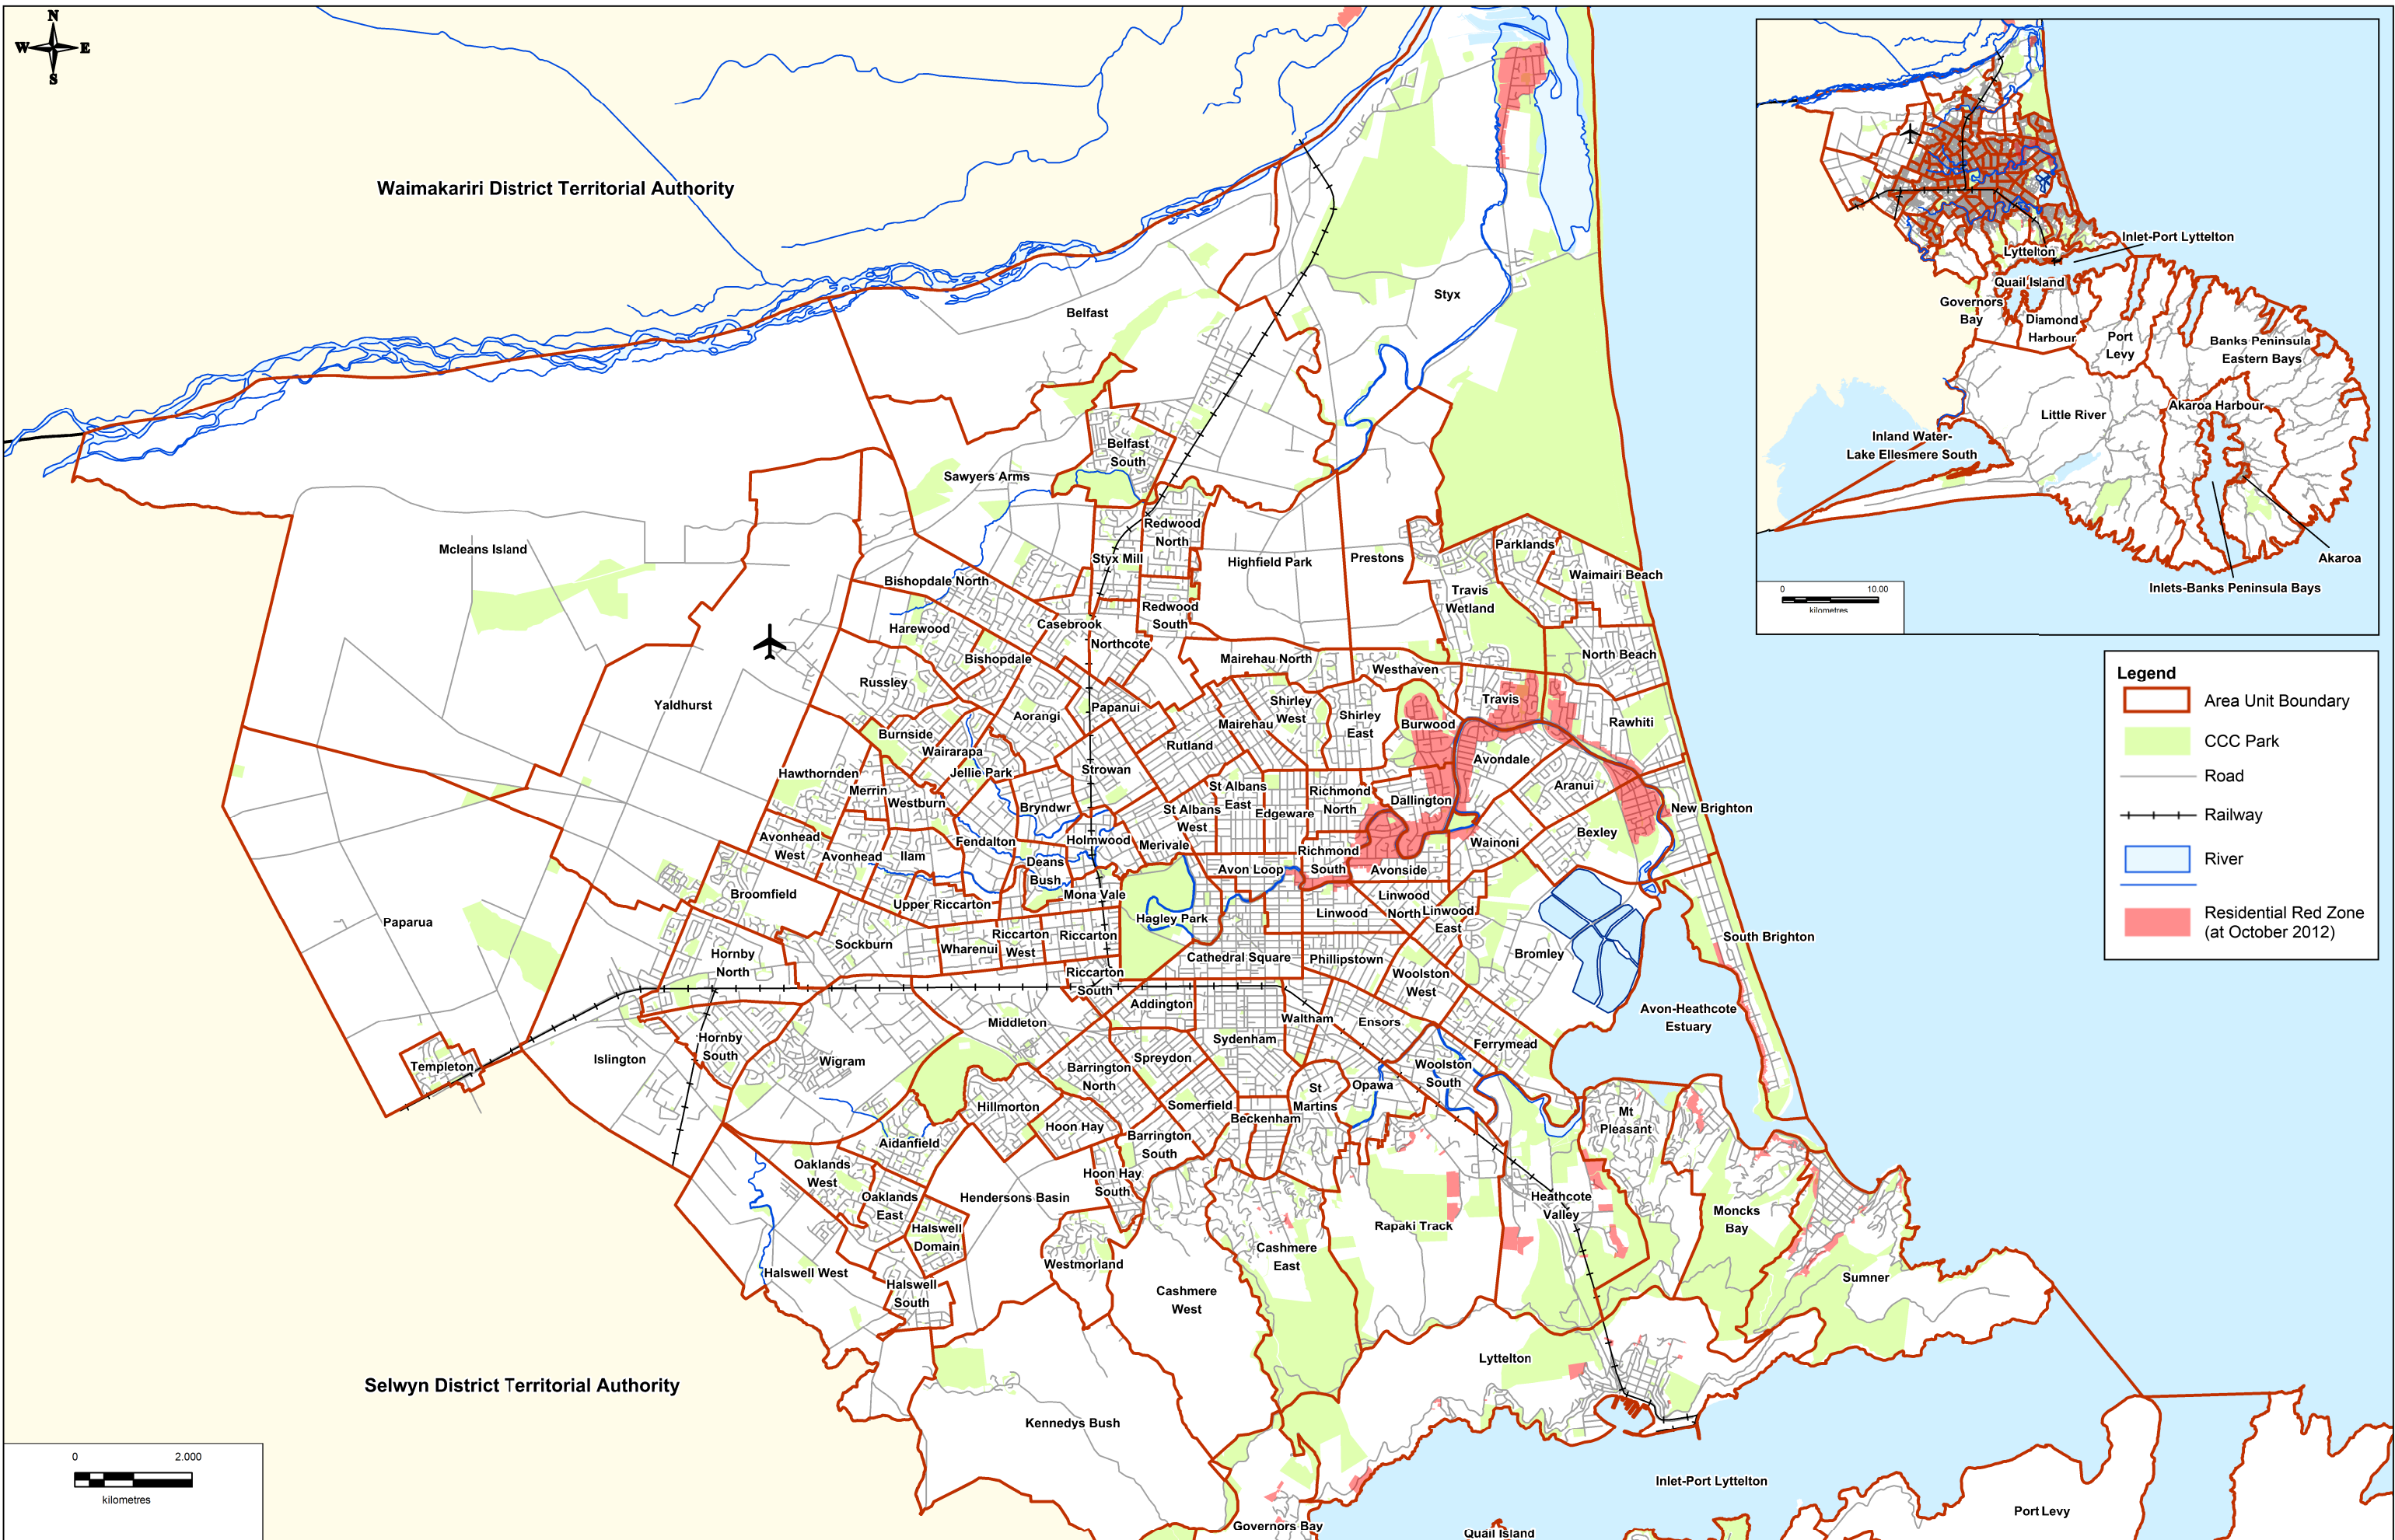 N
W E
S
Waimakariri District Territorial Authority
Styx
Belfast
Belfast
South
Sawyers Arms
Redwood
North
Mcleans Island
Styx Mill
Highfield Park
Prestons
Parklands
Waimairi Beach
Bishopdale North
Travis
Wetland
Redwood
South
Harewood
Casebrook
Northcote
Bishopdale
Mairehau North
Westhaven
North Beach
Russley
Yaldhurst
Aorangi
Papanui
Shirley
West
Travis
Mairehau
Shirley
East
Burwood
Rawhiti
Burnside
Wairarapa
Rutland
Avondale
Hawthornden
Jellie Park
Strowan
Merrin
Westburn
Bryndwr
St Albans
East
Richmond
North
Dallington
Aranui
New Brighton
St Albans
West
Edgeware
Avonhead
West
Fendalton
Holmwood
Merivale
Wainoni
Bexley
Avonhead
Ilam
Deans
Bush
Richmond
South
Avon Loop
Avonside
Broomfield
Upper Riccarton
Mona Vale
Linwood
North
Paparua
Hagley Park
Linwood
Linwood
East
Sockburn
Wharenui
Riccarton
West
Riccarton
South Brighton
Hornby
North
Cathedral Square
Phillipstown
Bromley
Riccarton
South
Woolston
West
Addington
Avon-Heathcote
Estuary
Middleton
Waltham
Ensors
Hornby
South
Sydenham
Ferrymead
Templeton
Islington
Wigram
Spreydon
Barrington
North
Woolston
South
St
Martins
Opawa
Hillmorton
Somerfield
Beckenham
Mt
Pleasant
Hoon Hay
Aidanfield
Barrington
South
Oaklands
West
Hoon Hay
South
Oaklands
East
Hendersons Basin
Heathcote
Valley
Moncks
Bay
Rapaki Track
Halswell
Domain
Cashmere
East
Westmorland
Halswell West
Halswell
South
Cashmere
West
Sumner
Lyttelton
Selwyn District Territorial Authority
Kennedys Bush
Inlet-Port Lyttelton
Port Levy
Governors Bay
Quail Island
0 2.000
kilometres
Inlet-Port Lyttelton
Lyttelton
Quail Island
Governors
Bay
Diamond
Harbour
Port
Levy
Banks Peninsula
Eastern Bays
Akaroa Harbour
Little River
Inland Water-
Lake Ellesmere South
Akaroa
Inlets-Banks Peninsula Bays
0 10.00
kilometres
Legend
Area Unit Boundary
CCC Park
Road
Railway
River
Residential Red Zone
(at October 2012)